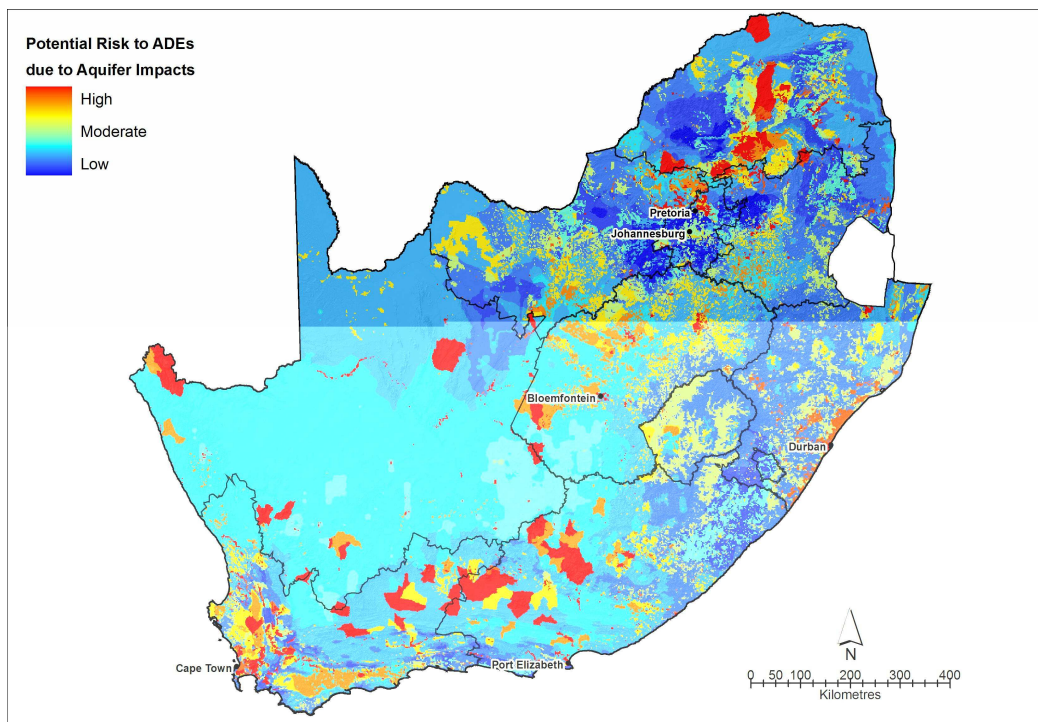 Potential Risk to ADEs
due to Aquifer Impacts
High
Moderate
Low
Pretoria
Johannesburg
Bloemfontein
Durban
Cape Town
Port Elizabeth
N
0 50 100 200 300 400
Kilometres